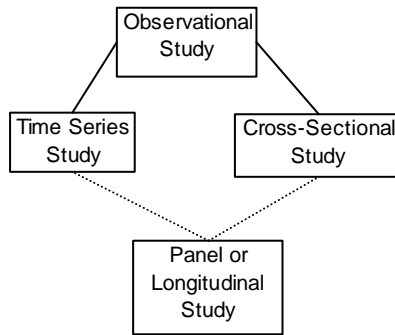 Observational
Study
Time Series
Study
Cross-Sectional
Study
Panel or
Longitudinal
Study